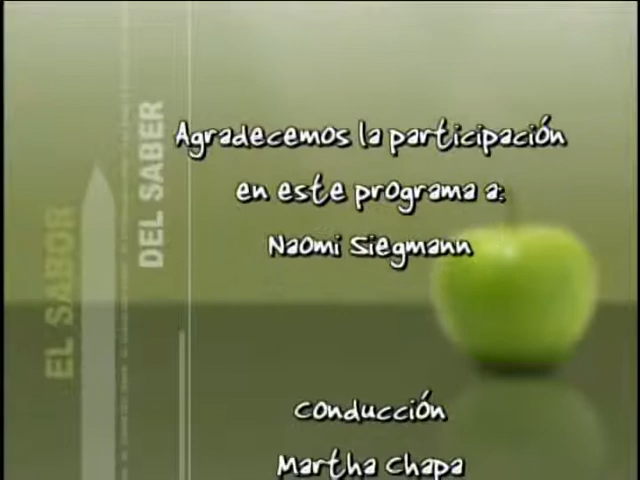 EL SABOR
DEL SABER
Agradecemos la participación
en este programa a:
Naomi Siegmann
Conducción
Martha Chapa